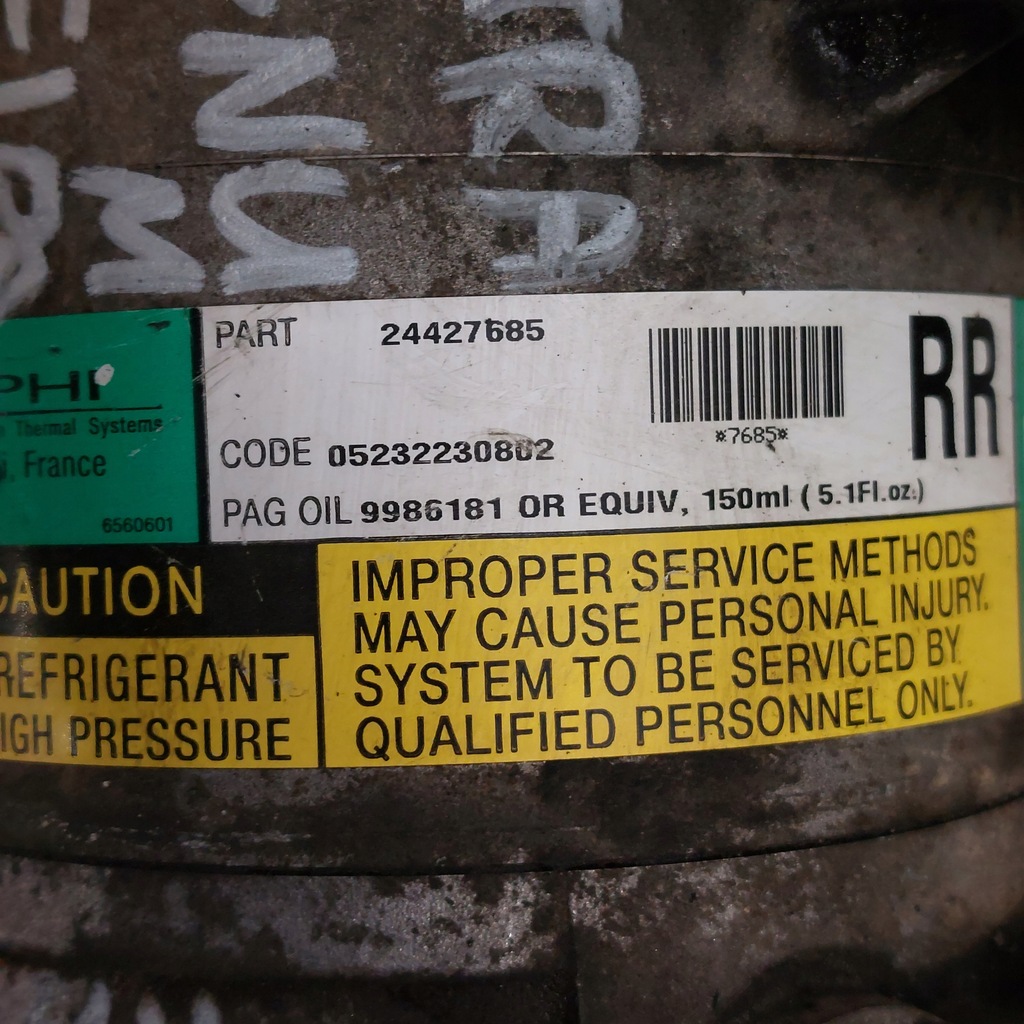 PART 24427685
*7685*
RR
CODE 05232230802
PAG OIL 9986181 OR EQUIV, 150ml (5.1Fl.oz.)
PHI
Thermal Systems
, France
6560601
CAUTION
REFRIGERANT
HIGH PRESSURE
IMPROPER SERVICE METHODS
MAY CAUSE PERSONAL INJURY.
SYSTEM TO BE SERVICED BY
QUALIFIED PERSONNEL ONLY.